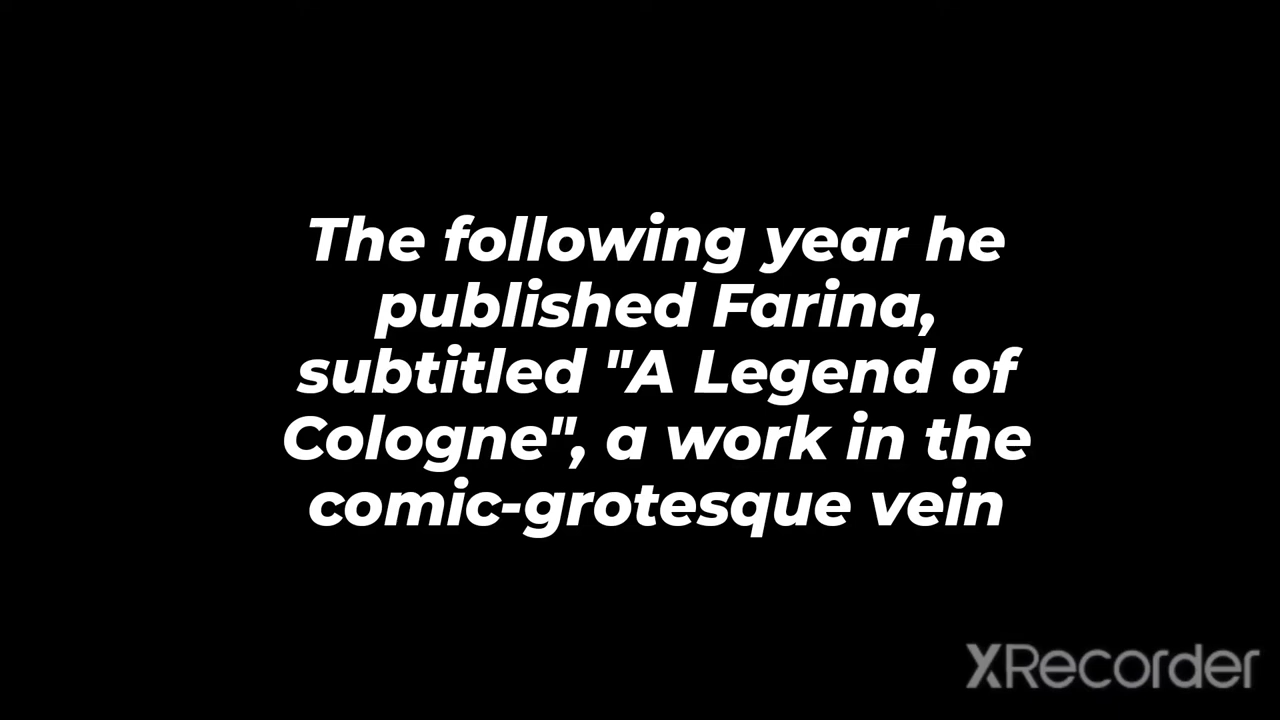 The following year he
published Farina,
subtitled "A Legend of
Cologne", a work in the
comic-grotesque vein
XRecorder